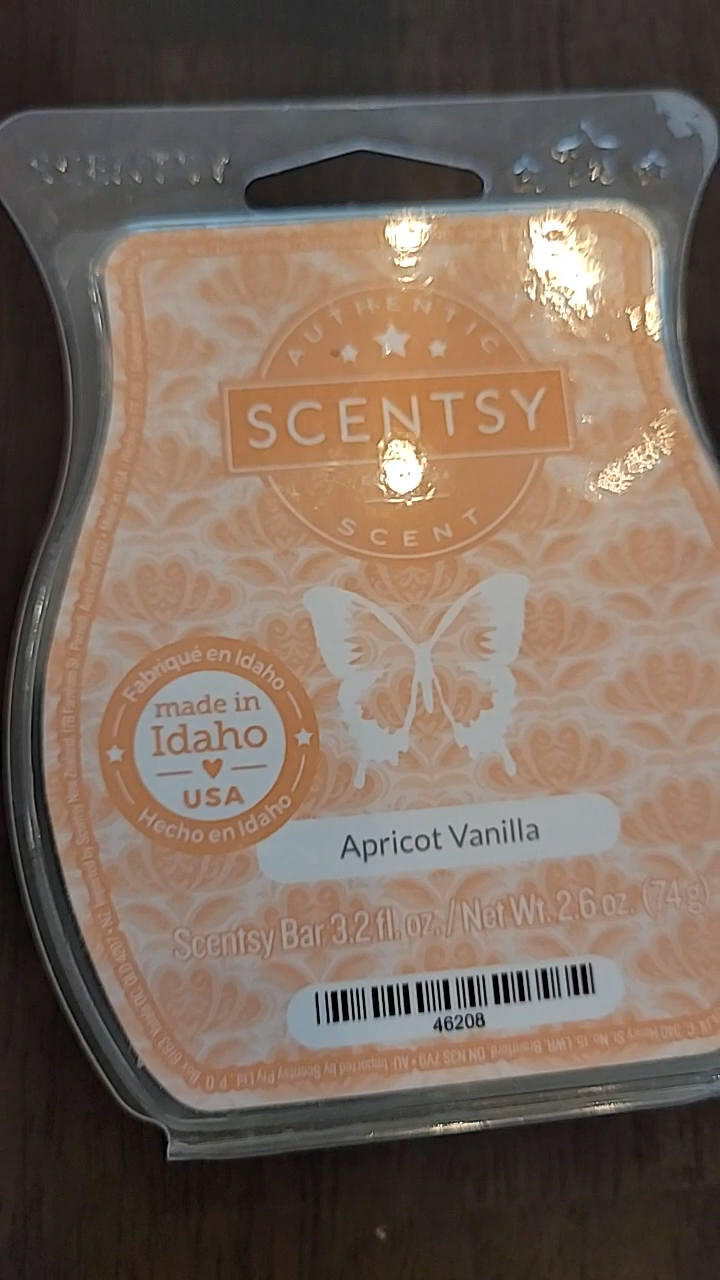 SCENTSY
AUTHENTIC
SCENTSY
SCENT
Fabriqué en Idaho
made in
Idaho
USA
Hecho en Idaho
Apricot Vanilla
Scentsy Bar 3.2 fl. oz. / Net Wt. 2.6 oz. (74 g)
46208